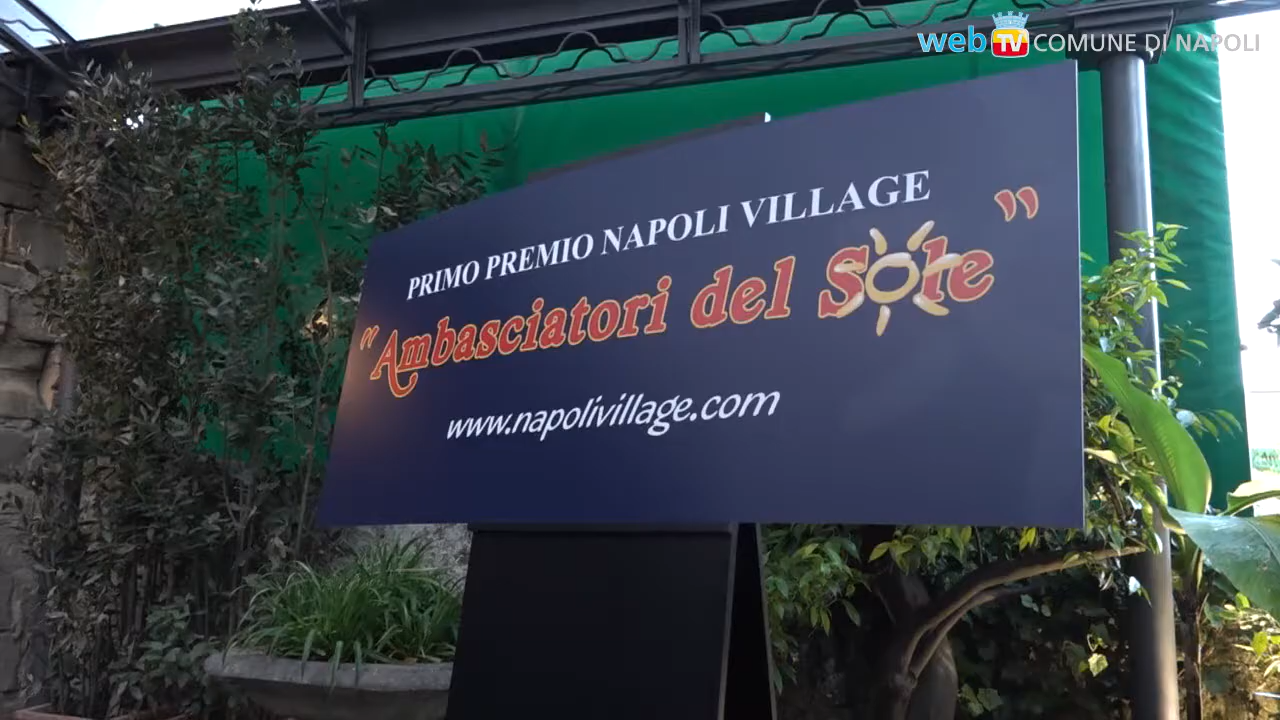 web TV COMUNE DI NAPOLI
PRIMO PREMIO NAPOLI VILLAGE
"Ambasciatori del Sole"
www.napolivillage.com